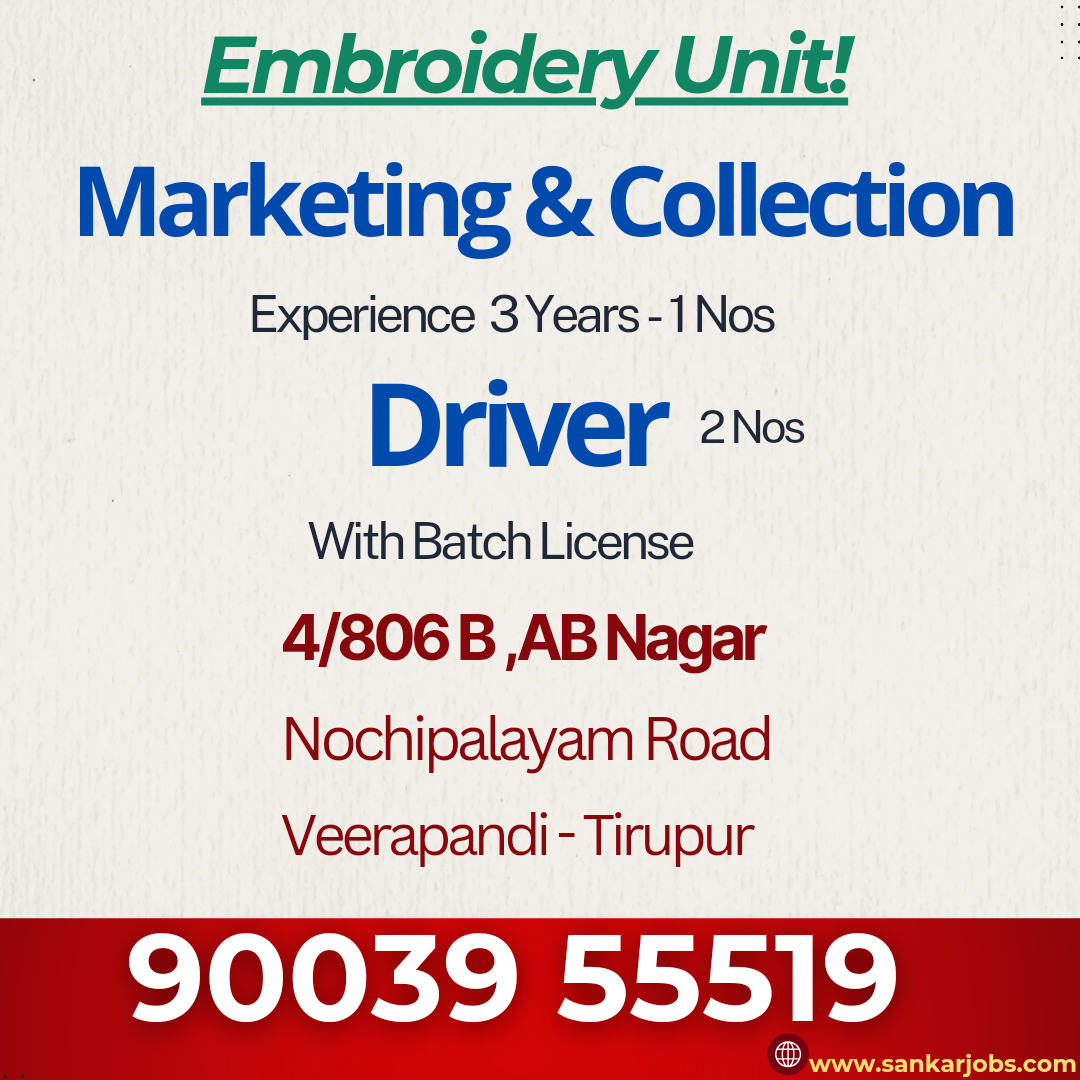 Embroidery Unit!
Marketing & Collection
Experience 3 Years - 1 Nos
Driver 2 Nos
With Batch License
4/806 B ,AB Nagar
Nochipalayam Road
Veerapandi - Tirupur
90039 55519
www.sankarjobs.com